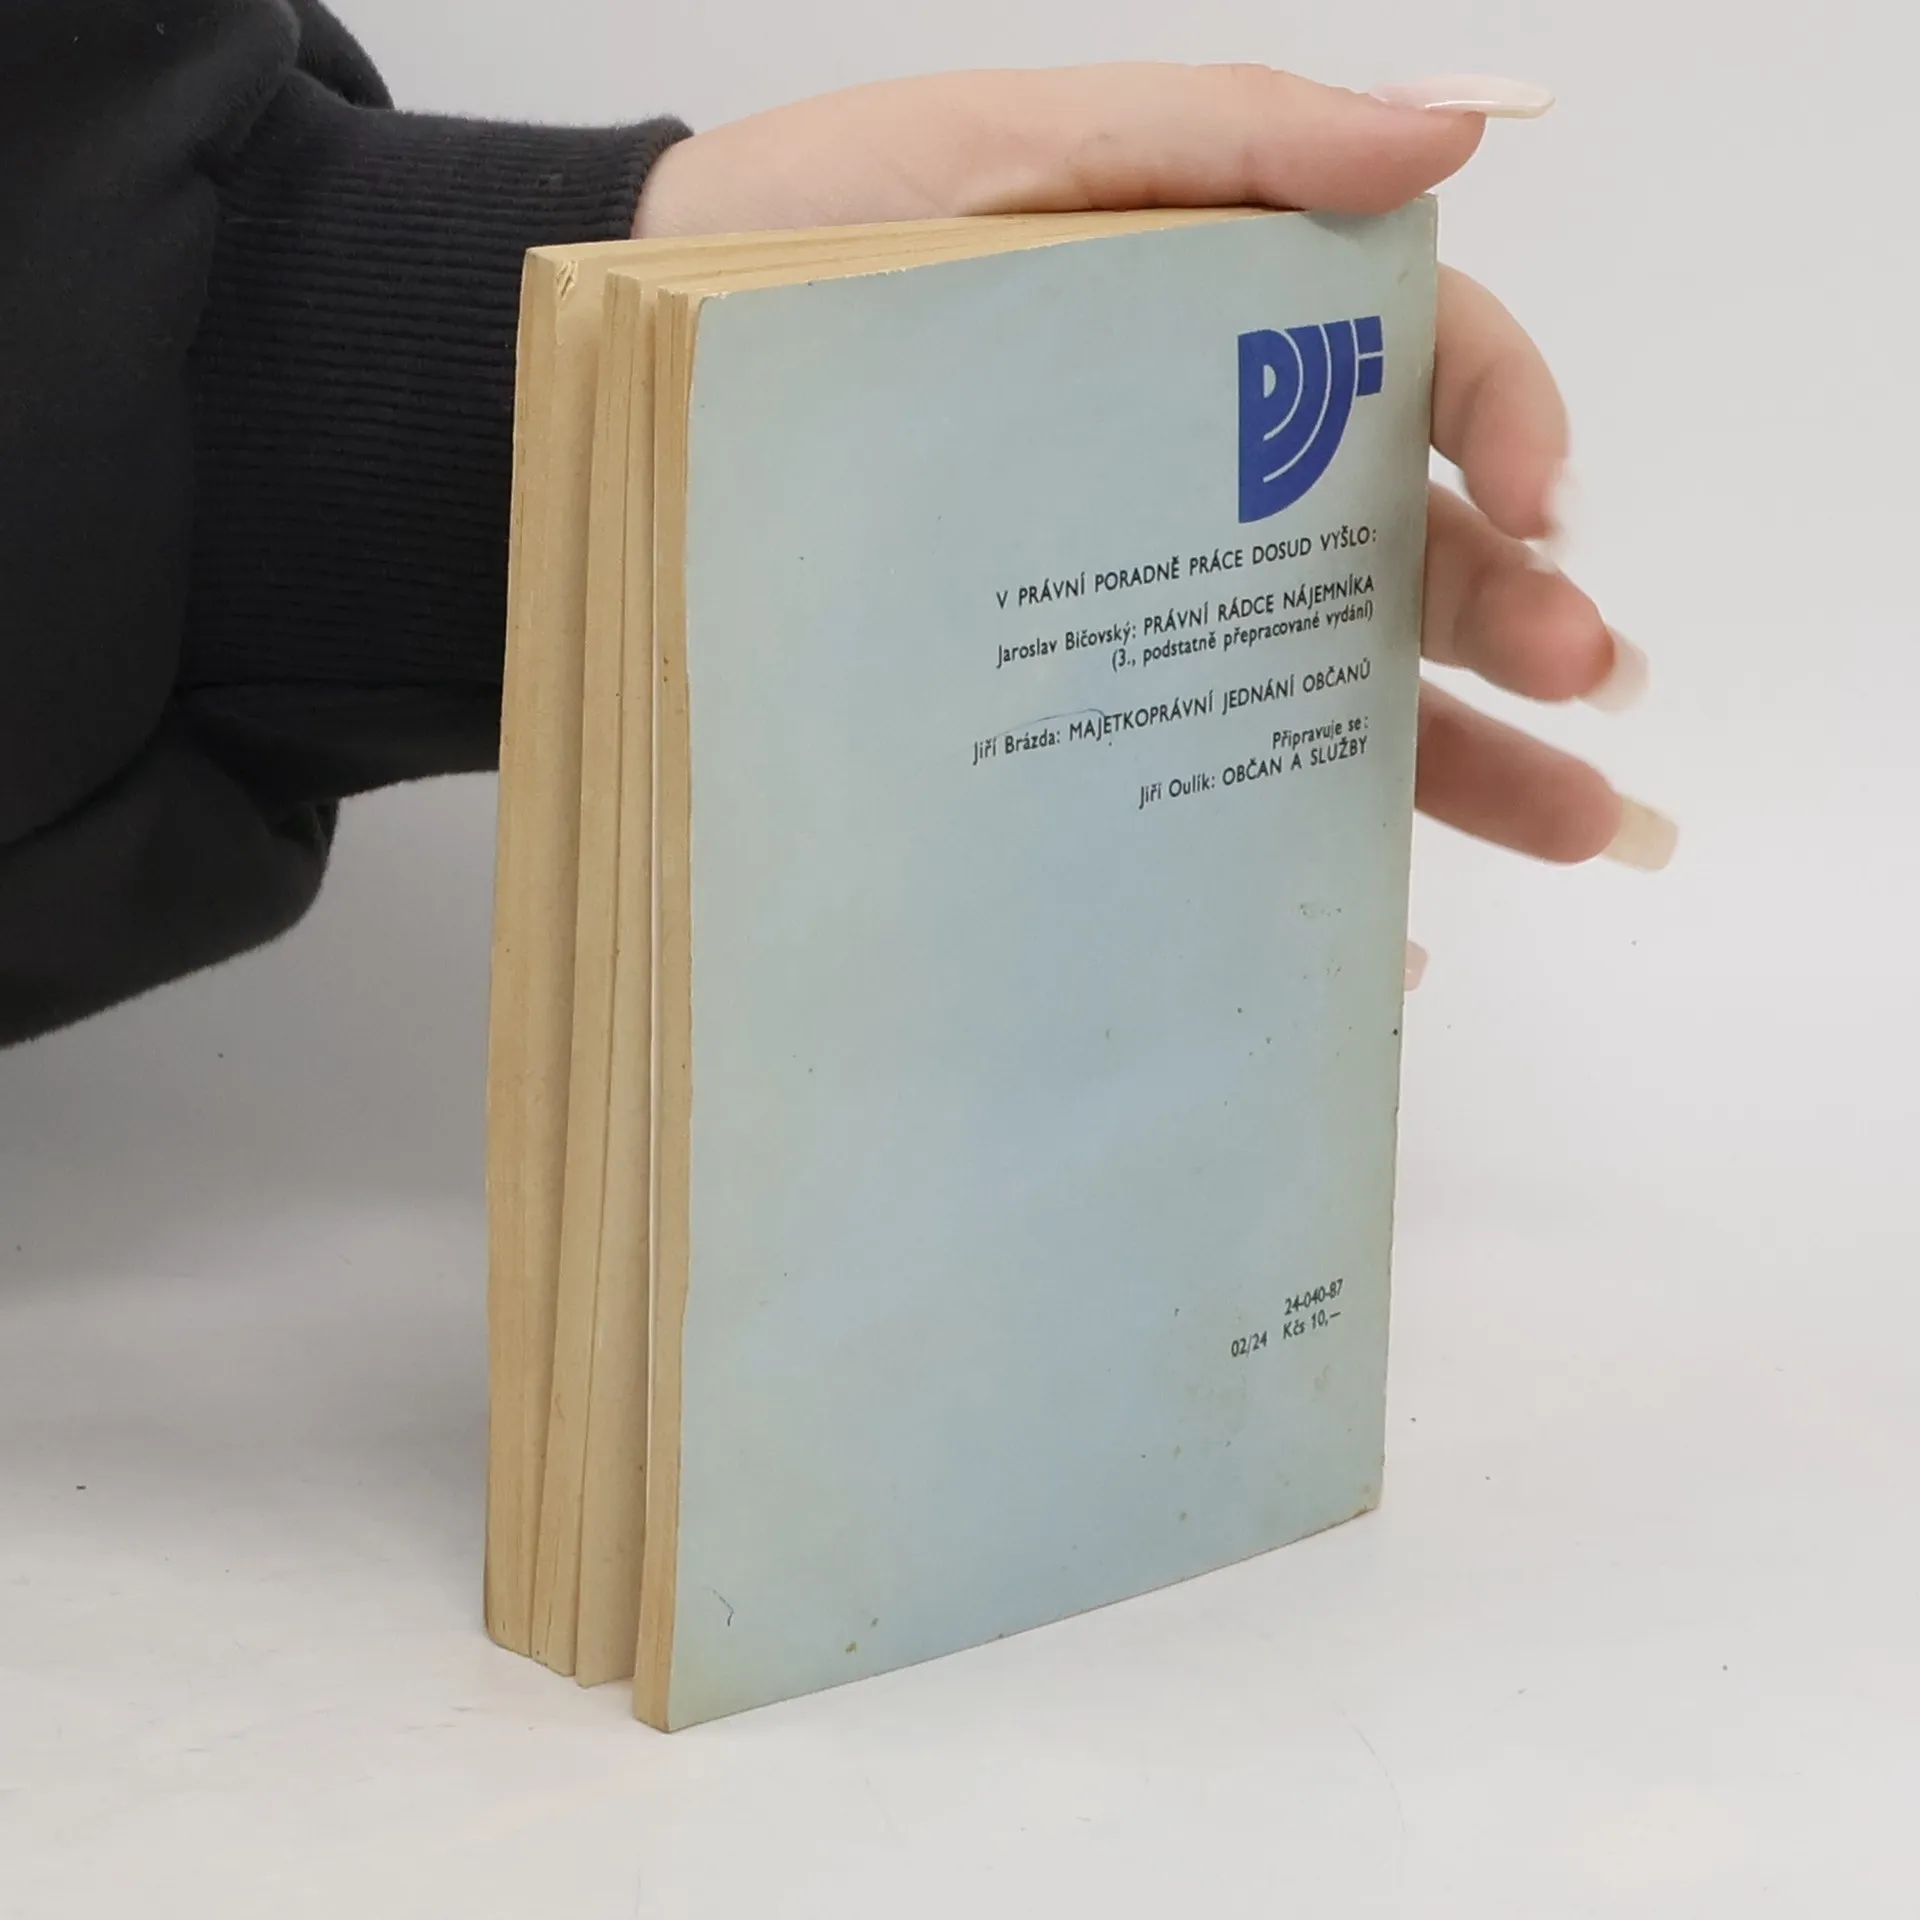 V PRÁVNÍ PORADNĚ PRÁCE DOSUD VYŠLO:
Jaroslav Bičovský: PRÁVNÍ RÁDCE NÁJEMNÍKA
(3., podstatně přepracované vydání)
Jiří Brázda: MAJETKOPRÁVNÍ JEDNÁNÍ OBČANŮ
Připravuje se:
Jiří Oulík: OBČAN A SLUŽBY
24-040-87
02/24 Kčs 10,—